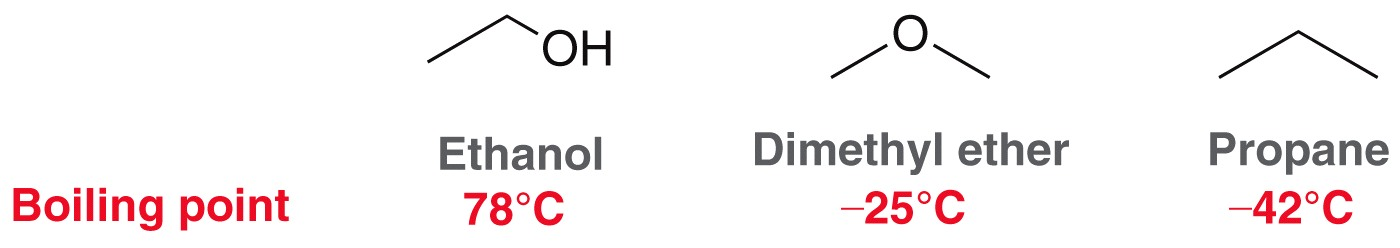 OH
O
Ethanol
Dimethyl ether
Propane
Boiling point
78°C
–25°C
–42°C